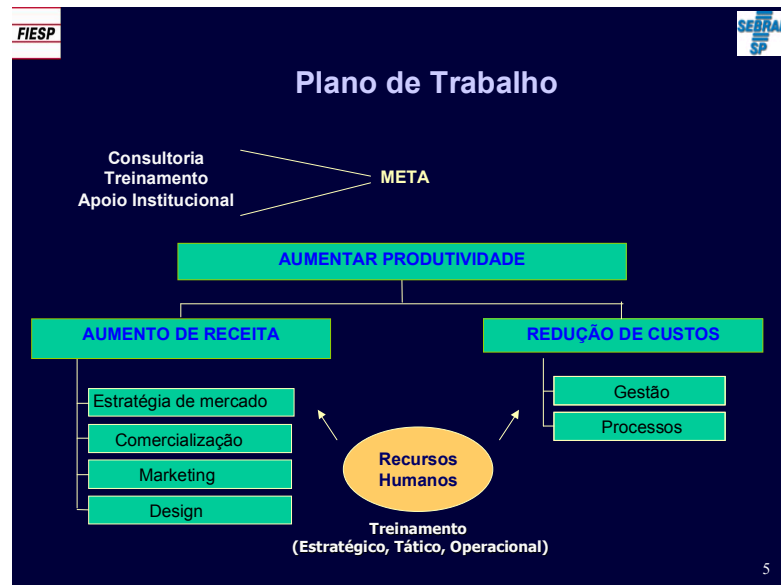 FIESP
SEBRAE
SP
Plano de Trabalho
Consultoria
Treinamento
Apoio Institucional
META
AUMENTAR PRODUTIVIDADE
AUMENTO DE RECEITA
REDUÇÃO DE CUSTOS
Estratégia de mercado
Comercialização
Marketing
Design
Gestão
Processos
Recursos
Humanos
Treinamento
(Estratégico, Tático, Operacional)
5